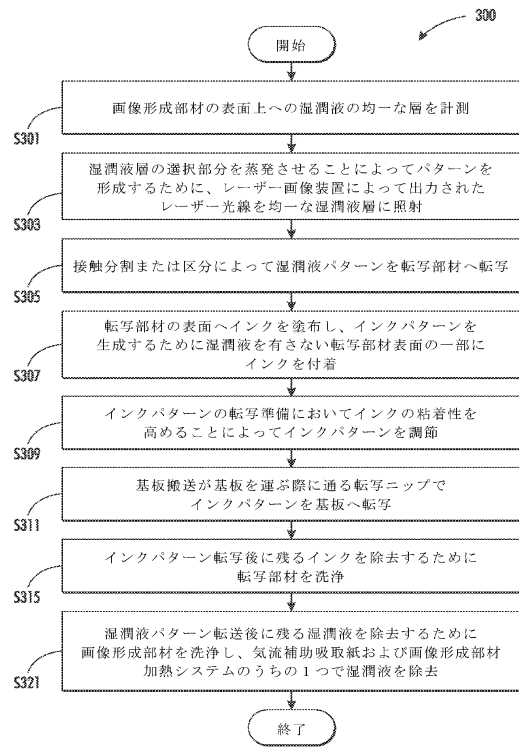 300
開始
画像形成部材の表面上への湿潤液の均一な層を計測
S301
湿潤液層の選択部分を蒸発させることによってパターンを
形成するために、レーザー画像装置によって出力された
レーザー光線を均一な湿潤液層に照射
S303
接触分割または区分によって湿潤液パターンを転写部材へ転写
S305
転写部材の表面へインクを塗布し、インクパターンを
生成するために湿潤液を有さない転写部材表面の一部に
インクを付着
S307
インクパターンの転写準備においてインクの粘着性を
高めることによってインクパターンを調節
S309
基板搬送が基板を運ぶ際に通る転写ニップで
インクパターンを基板へ転写
S311
インクパターン転写後に残るインクを除去するために
転写部材を洗浄
S315
湿潤液パターン転送後に残る湿潤液を除去するために
画像形成部材を洗浄し、気流補助吸取紙および画像形成部材
加熱システムのうちの1つで湿潤液を除去
S321
終了